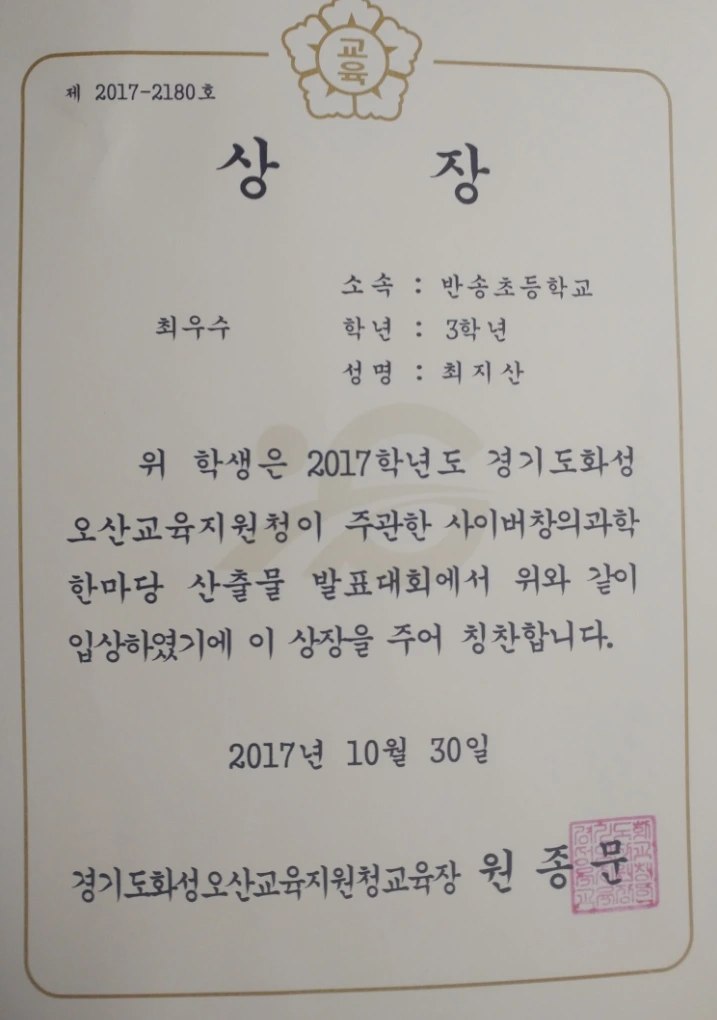 교육
제 2017-2180호
상 장
소속 : 반송초등학교
최우수
학년 : 3학년
성명 : 최지산
위 학생은 2017학년도 경기도화성
오산교육지원청이 주관한 사이버창의과학
한마당 산출물 발표대회에서 위와 같이
입상하였기에 이 상장을 주어 칭찬합니다.
2017년 10월 30일
경기도화성오산교육지원청교육장 원종문